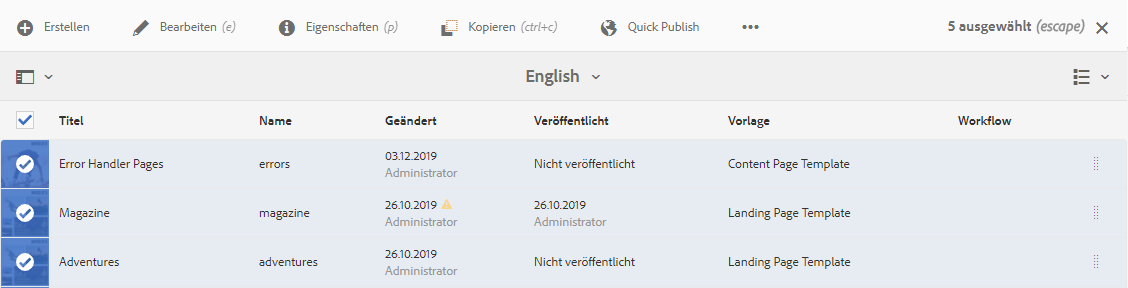 Erstellen Bearbeiten (e) Eigenschaften (p) Kopieren (ctrl+c) Quick Publish 5 ausgewählt (escape)
English
Titel Name Geändert Veröffentlicht Vorlage Workflow
Error Handler Pages errors 03.12.2019 Nicht veröffentlicht Content Page Template
Administrator
Magazine magazine 26.10.2019 26.10.2019 Landing Page Template
Administrator Administrator
Adventures adventures 26.10.2019 Nicht veröffentlicht Landing Page Template
Administrator